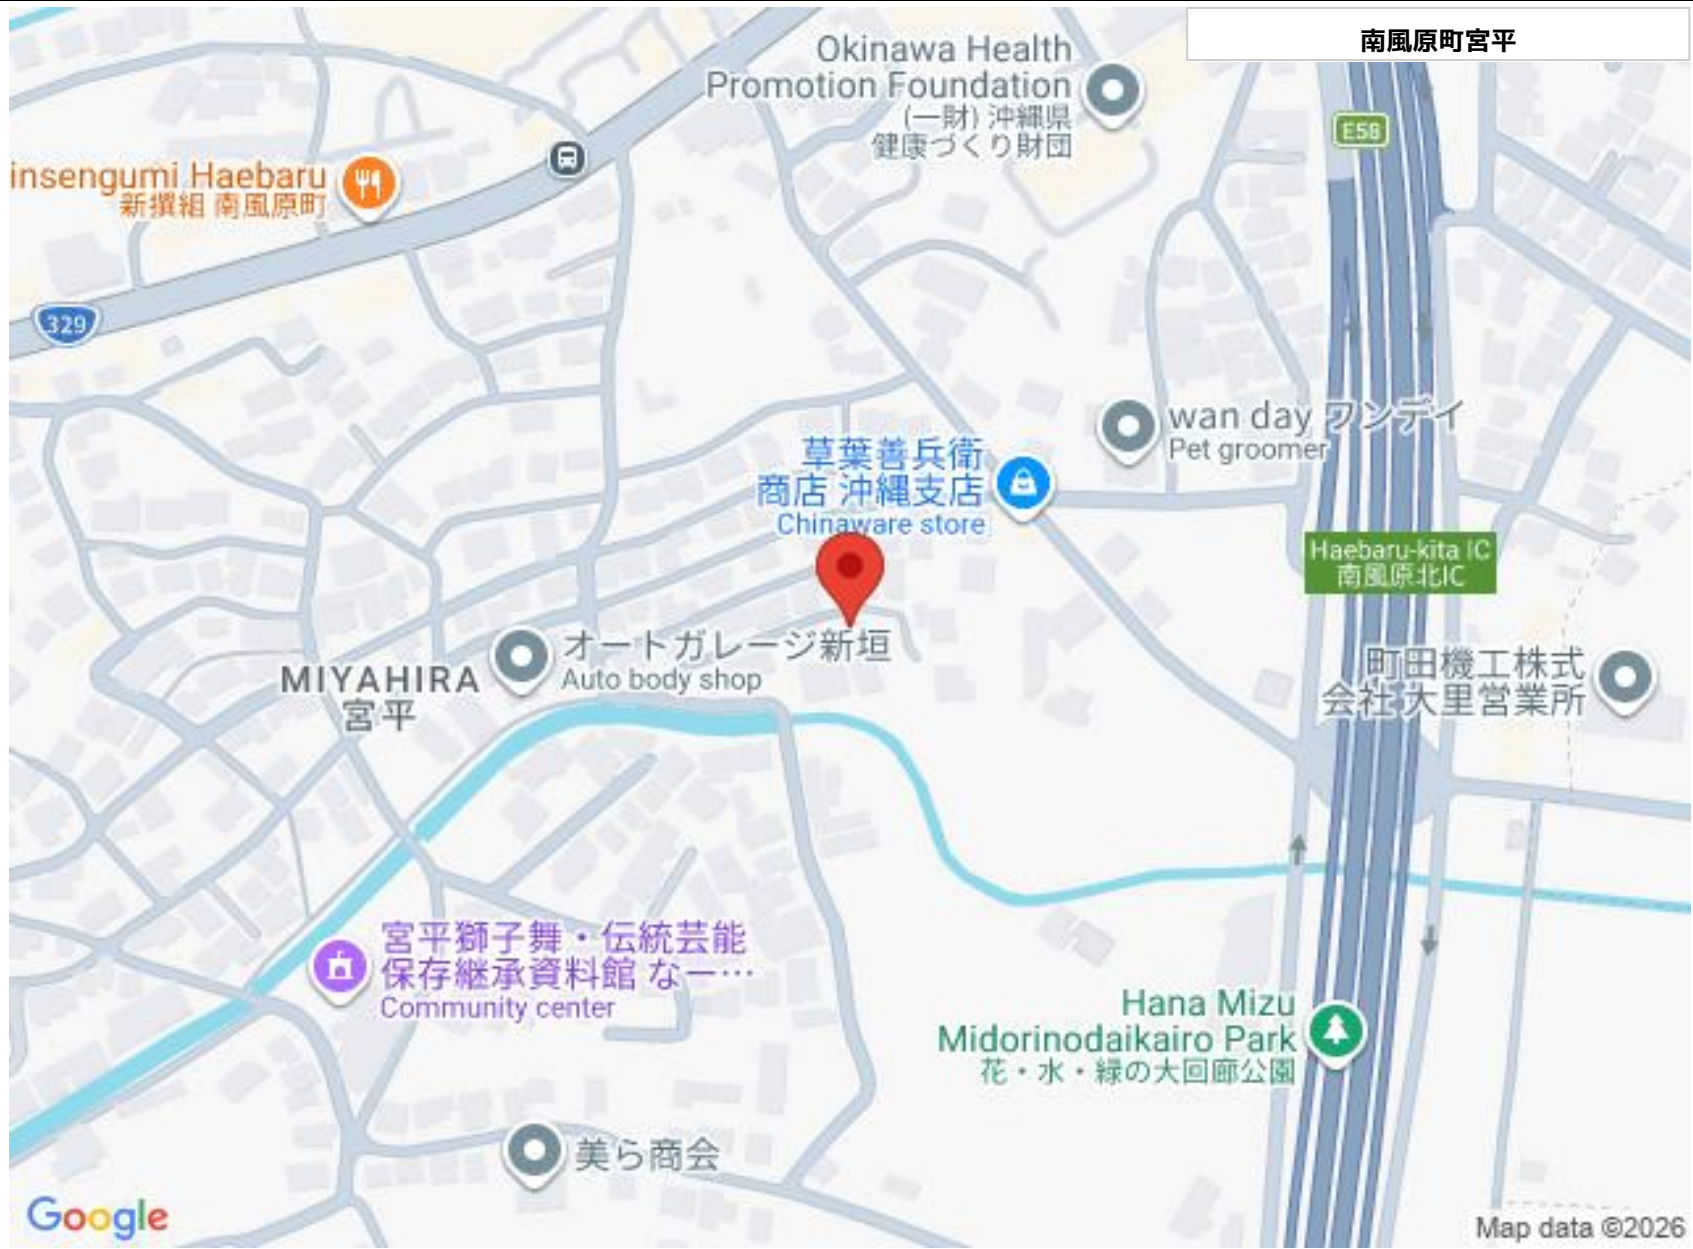 南風原町宮平
Okinawa Health
Promotion Foundation
(一財) 沖縄県
健康づくり財団
E58
insengumi Haebaru
新撰組 南風原町
329
wan day ワンデイ
Pet groomer
草葉善兵衛
商店 沖縄支店
Chinaware store
Haebaru-kita IC
南風原北IC
オートガレージ新垣
Auto body shop
MIYAHIRA
宮平
町田機工株式
会社 大里営業所
宮平獅子舞・伝統芸能
保存継承資料館 なー…
Community center
Hana Mizu
Midorinodaikairo Park
花・水・緑の大回廊公園
美ら商会
Google
Map data ©2026